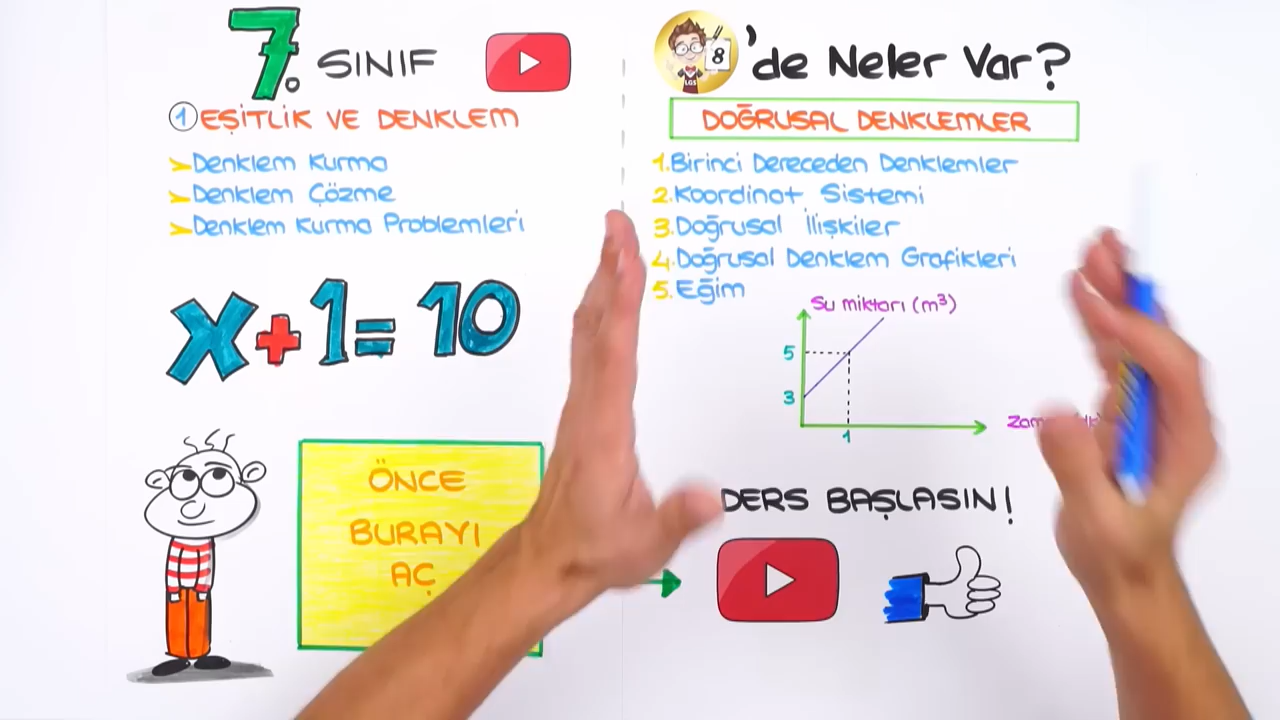 7. SINIF
1 EŞİTLİK VE DENKLEM
➤ Denklem Kurma
➤ Denklem Çözme
➤ Denklem Kurma Problemleri
x+1=10
ÖNCE
BURAYI
AÇ
8
LGS
'de Neler Var?
DOĞRUSAL DENKLEMLER
1. Birinci Dereceden Denklemler
2. Koordinat Sistemi
3. Doğrusal İlişkiler
4. Doğrusal Denklem Grafikleri
5. Eğim
Su miktarı (m³)
5
3
1
DERS BAŞLASIN!